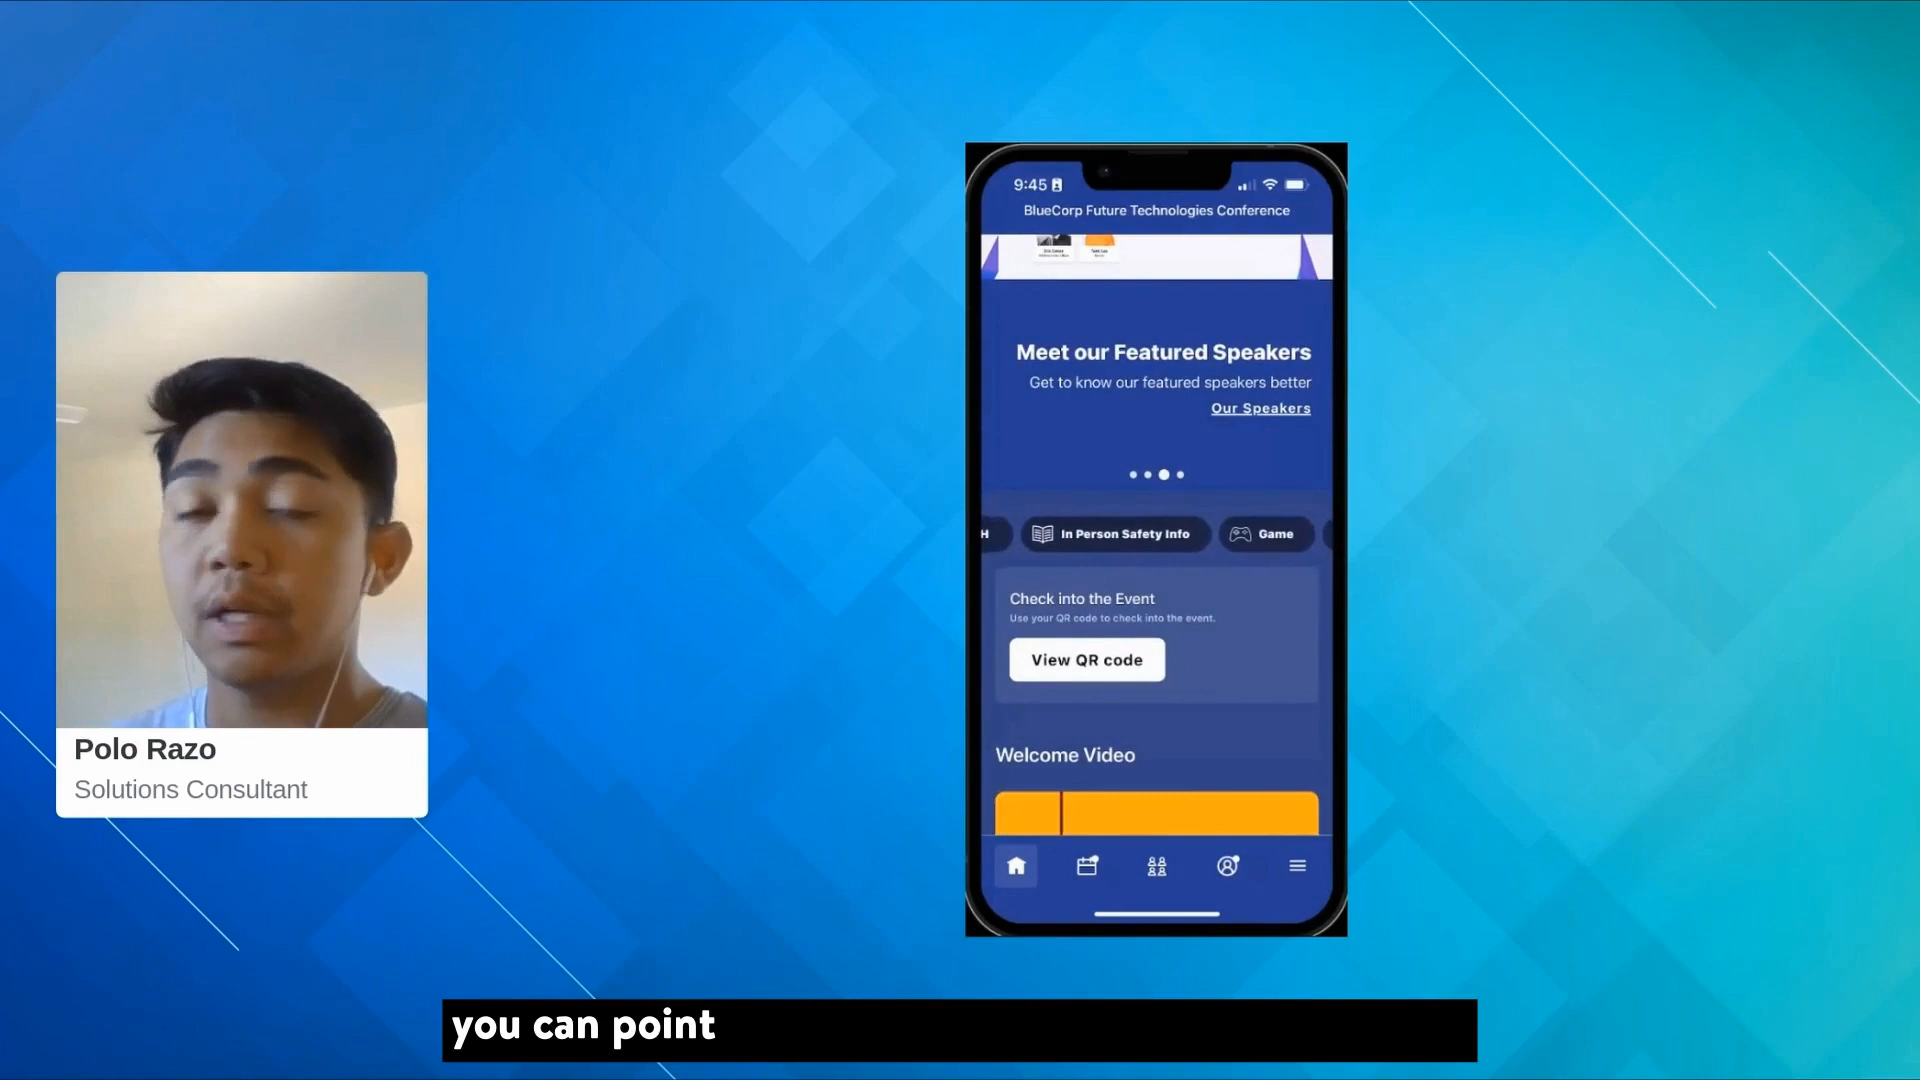 Polo Razo
Solutions Consultant
9:45
BlueCorp Future Technologies Conference
Meet our Featured Speakers
Get to know our featured speakers better
Our Speakers
H
In Person Safety Info
Game
Check into the Event
Use your QR code to check into the event.
View QR code
Welcome Video
you can point